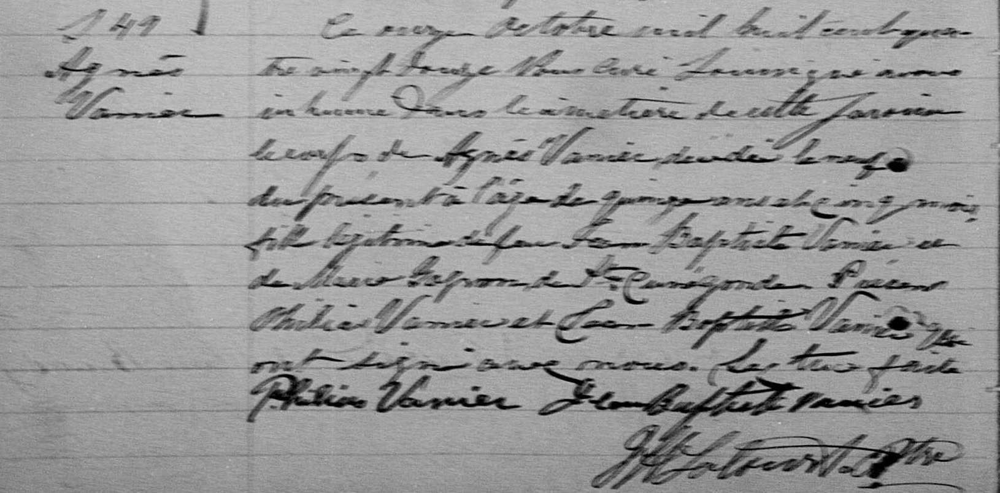 S 49
Agnès
Vanier
Ce onze Octobre mil huit cent quatre
vingt douze Nous Curé Soussigné avons
inhumé Dans le cimetière de cette paroisse
le corps de Agnès Vanier décédée le neuf
du présent à l'âge de quinze ans et cinq mois
fille légitime de feu Jean Baptiste Vanier et
de Marie Gagnon de Ste Cunégonde Présens
Philias Vanier et Jean Baptiste Vanier qui
ont signé avec nous. Lecture faite
Philias Vanier Jean Baptiste Vanier
Ptre